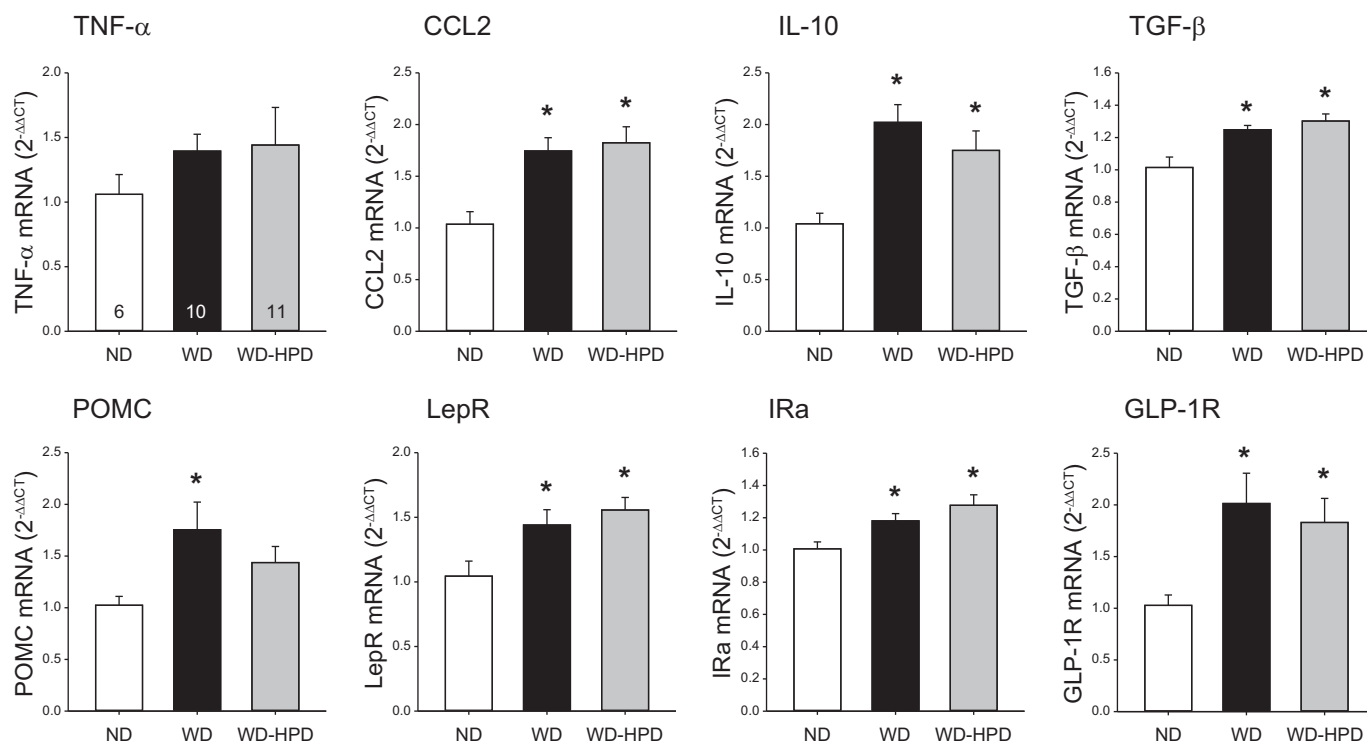 TNF-α
TNF-α mRNA (2-ΔΔCT)
2.0
1.5
1.0
0.5
0.0
6
10
11
ND WD WD-HPD
CCL2
CCL2 mRNA (2-ΔΔCT)
2.5
2.0
1.5
1.0
0.5
0.0
*
*
ND WD WD-HPD
IL-10
IL-10 mRNA (2-ΔΔCT)
2.5
2.0
1.5
1.0
0.5
0.0
*
*
ND WD WD-HPD
TGF-β
TGF-β mRNA (2-ΔΔCT)
1.6
1.4
1.2
1.0
0.8
0.6
0.4
0.2
0.0
*
*
ND WD WD-HPD
POMC
POMC mRNA (2-ΔΔCT)
2.5
2.0
1.5
1.0
0.5
0.0
*
ND WD WD-HPD
LepR
LepR mRNA (2-ΔΔCT)
2.0
1.5
1.0
0.5
0.0
*
*
ND WD WD-HPD
IRa
IRa mRNA (2-ΔΔCT)
1.6
1.4
1.2
1.0
0.8
0.6
0.4
0.2
0.0
*
*
ND WD WD-HPD
GLP-1R
GLP-1R mRNA (2-ΔΔCT)
2.5
2.0
1.5
1.0
0.5
0.0
*
*
ND WD WD-HPD